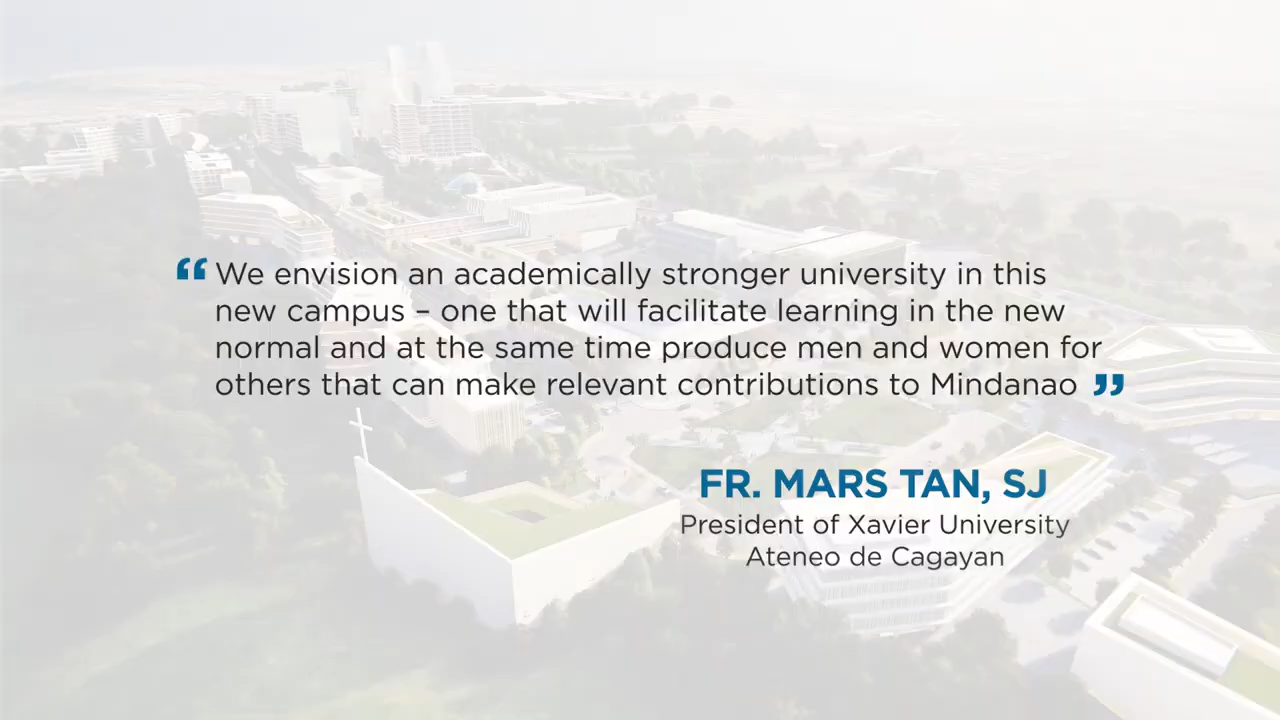 “ We envision an academically stronger university in this
new campus – one that will facilitate learning in the new
normal and at the same time produce men and women for
others that can make relevant contributions to Mindanao ”
FR. MARS TAN, SJ
President of Xavier University
Ateneo de Cagayan